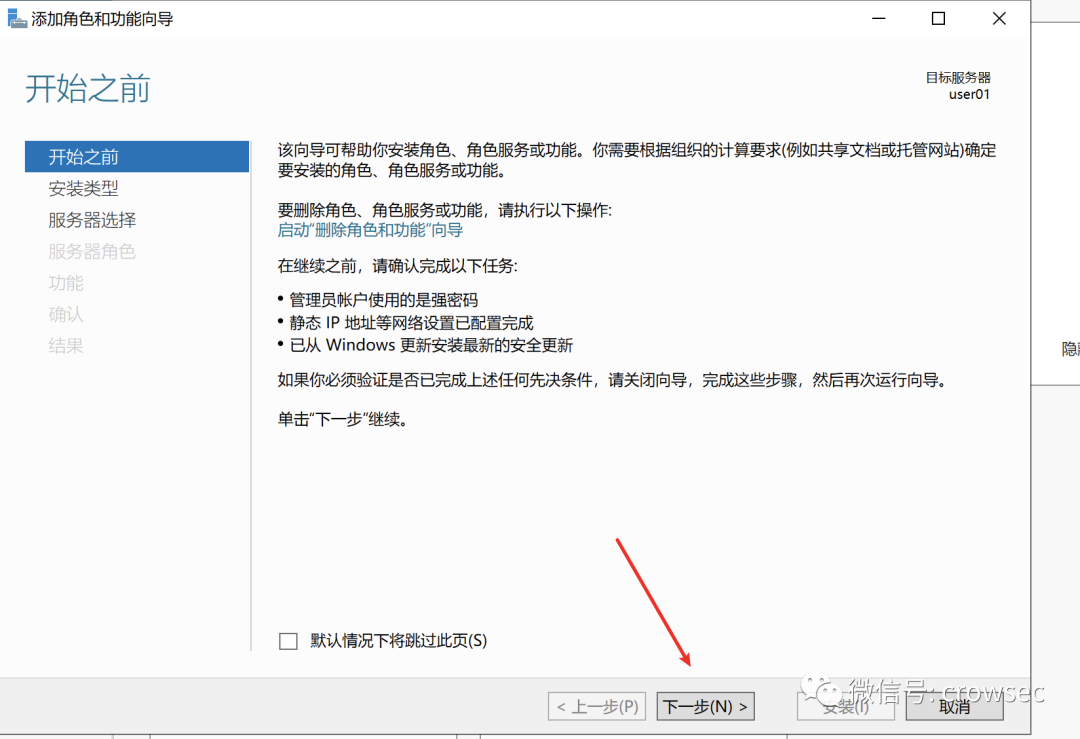 添加角色和功能向导
开始之前
目标服务器
user01
开始之前
安装类型
服务器选择
服务器角色
功能
确认
结果
该向导可帮助你安装角色、角色服务或功能。你需要根据组织的计算要求(例如共享文档或托管网站)确定
要安装的角色、角色服务或功能。
要删除角色、角色服务或功能，请执行以下操作:
启动“删除角色和功能”向导
在继续之前，请确认完成以下任务:
• 管理员帐户使用的是强密码
• 静态 IP 地址等网络设置已配置完成
• 已从 Windows 更新安装最新的安全更新
如果你必须验证是否已完成上述任何先决条件，请关闭向导，完成这些步骤，然后再次运行向导。
单击“下一步”继续。
默认情况下将跳过此页(S)
< 上一步(P)
下一步(N) >
安装(I)
取消
微信号: crowsec
隐